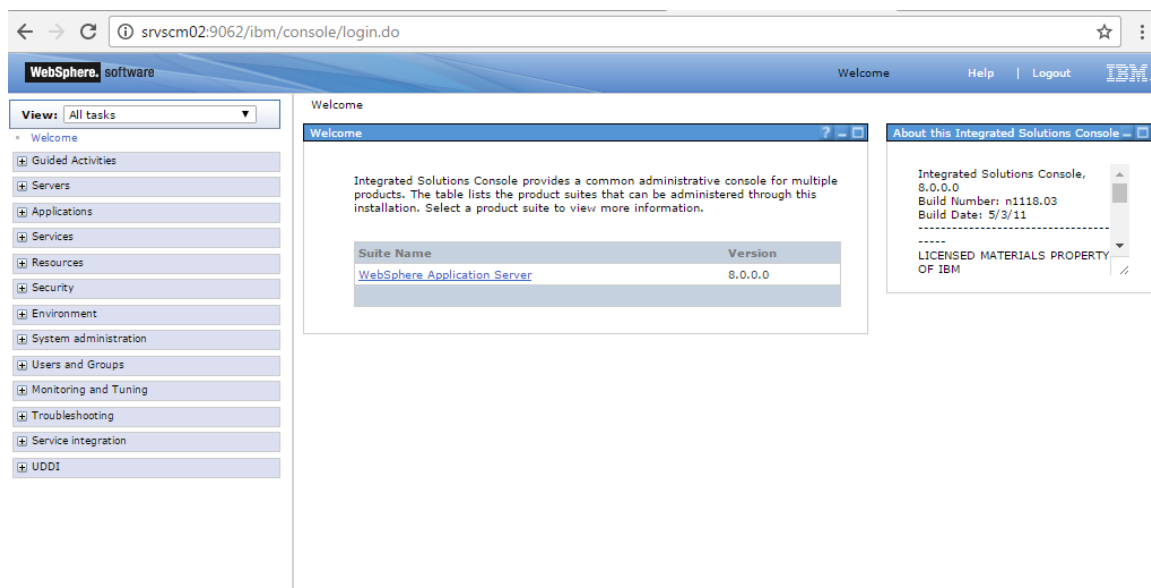 srvscm02:9062/ibm/console/login.do
WebSphere. software
Welcome Help | Logout IBM.
View: All tasks
Welcome
Guided Activities
Servers
Applications
Services
Resources
Security
Environment
System administration
Users and Groups
Monitoring and Tuning
Troubleshooting
Service integration
UDDI
Welcome
Welcome ? 
Integrated Solutions Console provides a common administrative console for multiple
products. The table lists the product suites that can be administered through this
installation. Select a product suite to view more information.
Suite Name Version
WebSphere Application Server 8.0.0.0
About this Integrated Solutions Console
Integrated Solutions Console,
8.0.0.0
Build Number: n1118.03
Build Date: 5/3/11
----------------------------------
-----
LICENSED MATERIALS PROPERTY
OF IBM